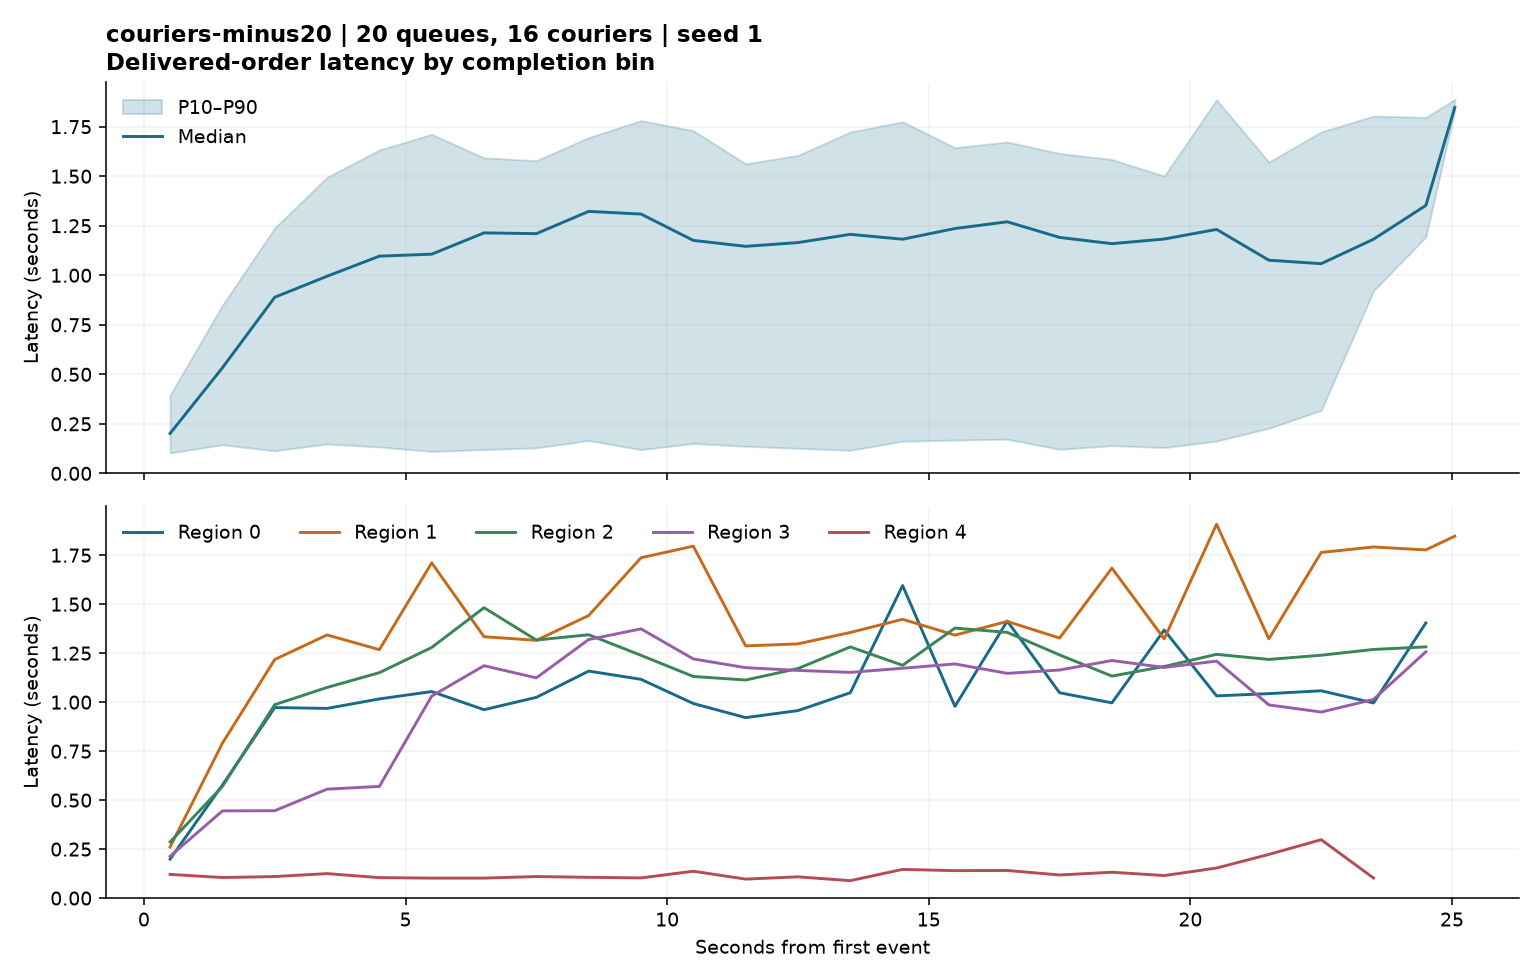 couriers-minus20 | 20 queues, 16 couriers | seed 1
Delivered-order latency by completion bin
P10–P90
Median
Latency (seconds)
1.75
1.50
1.25
1.00
0.75
0.50
0.25
0.00
Region 0
Region 1
Region 2
Region 3
Region 4
Latency (seconds)
1.75
1.50
1.25
1.00
0.75
0.50
0.25
0.00
0
5
10
15
20
25
Seconds from first event